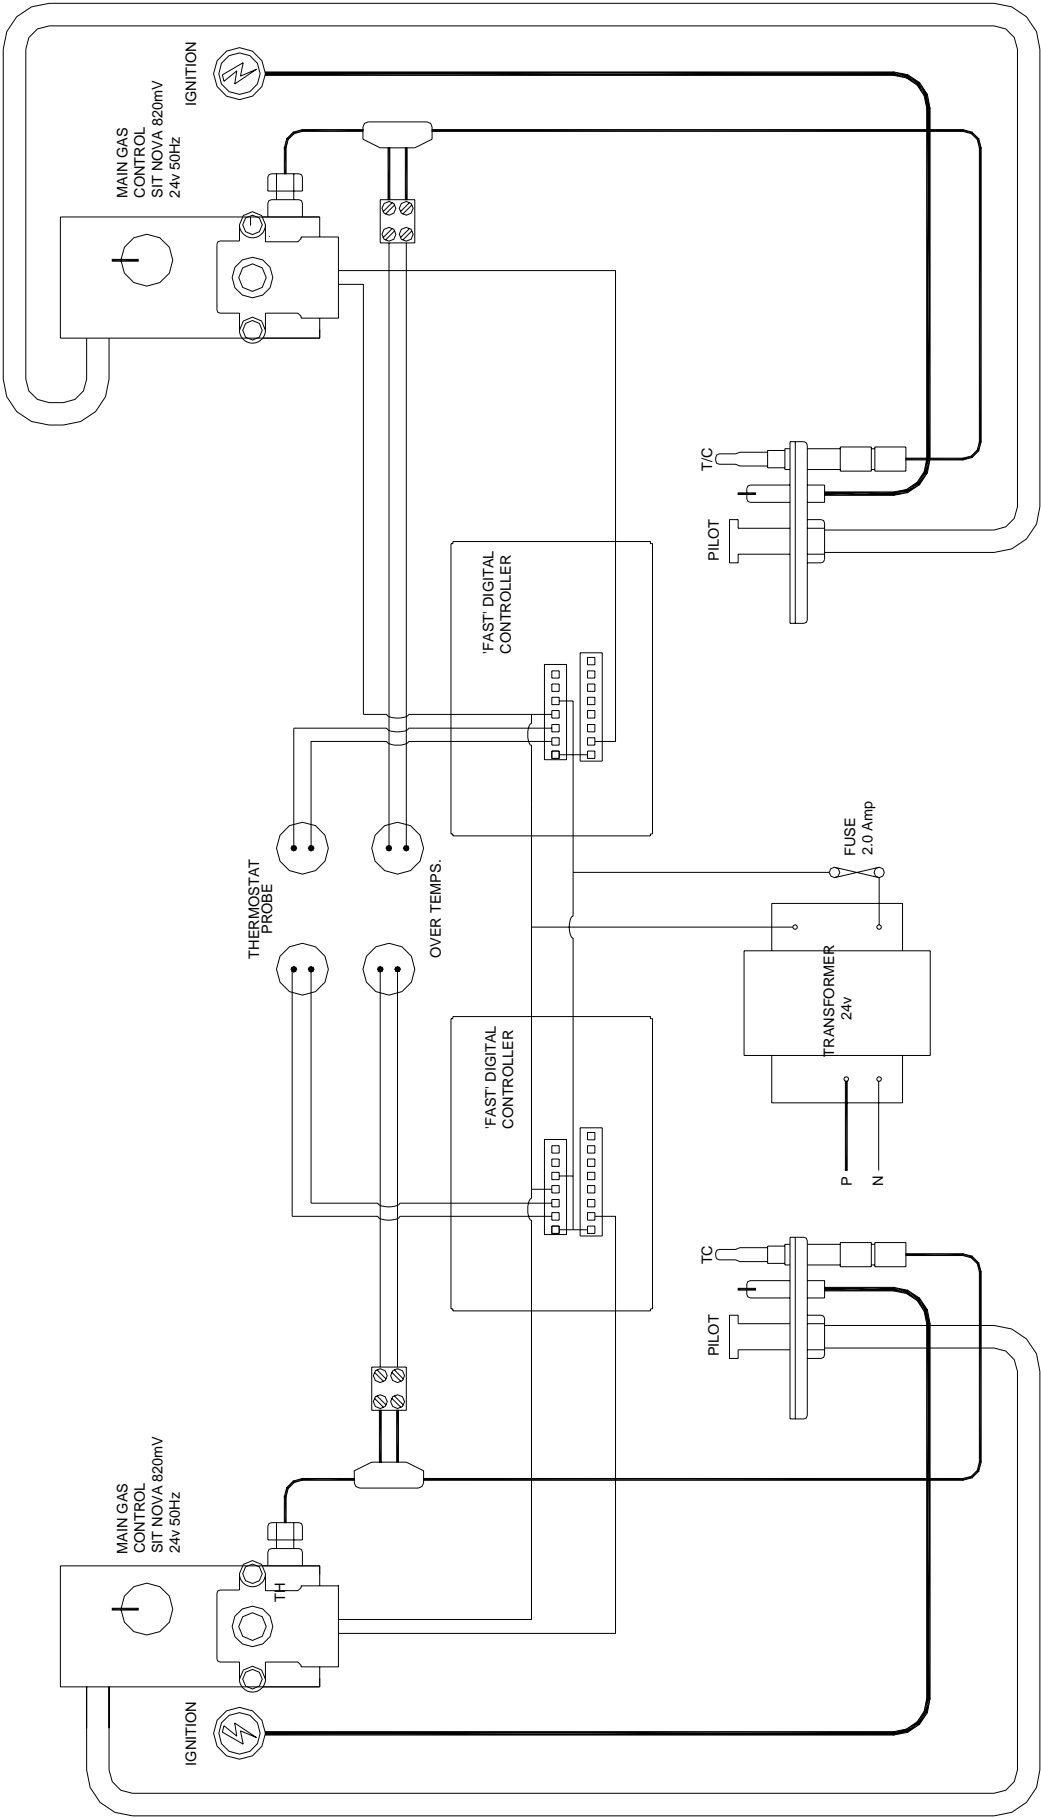 IGNITION
MAIN GAS
CONTROL
SIT NOVA 820mV
24v 50Hz
T/C
PILOT
'FAST' DIGITAL
CONTROLLER
THERMOSTAT
PROBE
OVER TEMPS.
FUSE
2.0 Amp
TRANSFORMER
24v
P
N
'FAST' DIGITAL
CONTROLLER
TC
PILOT
MAIN GAS
CONTROL
SIT NOVA 820mV
24v 50Hz
TH
IGNITION